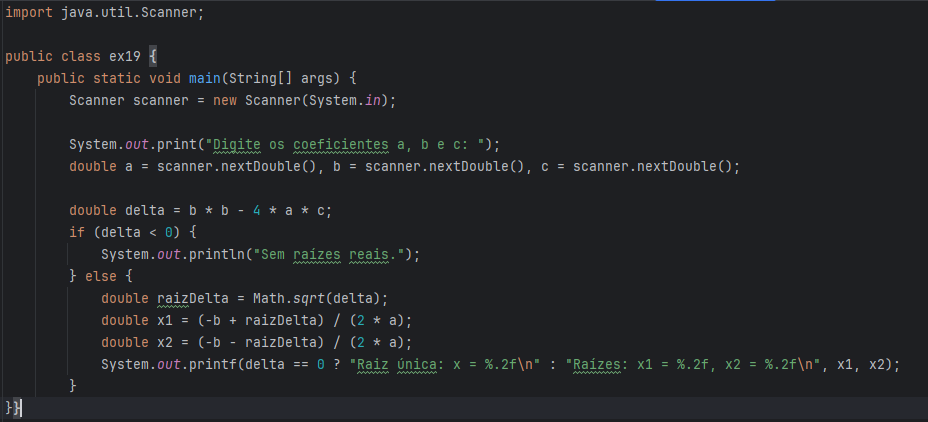 import java.util.Scanner;
public class ex19 {
public static void main(String[] args) {
Scanner scanner = new Scanner(System.in);
System.out.print("Digite os coeficientes a, b e c: ");
double a = scanner.nextDouble(), b = scanner.nextDouble(), c = scanner.nextDouble();
double delta = b * b - 4 * a * c;
if (delta < 0) {
System.out.println("Sem raízes reais.");
} else {
double raizDelta = Math.sqrt(delta);
double x1 = (-b + raizDelta) / (2 * a);
double x2 = (-b - raizDelta) / (2 * a);
System.out.printf(delta == 0 ? "Raiz única: x = %.2f\n" : "Raízes: x1 = %.2f, x2 = %.2f\n", x1, x2);
}
}}